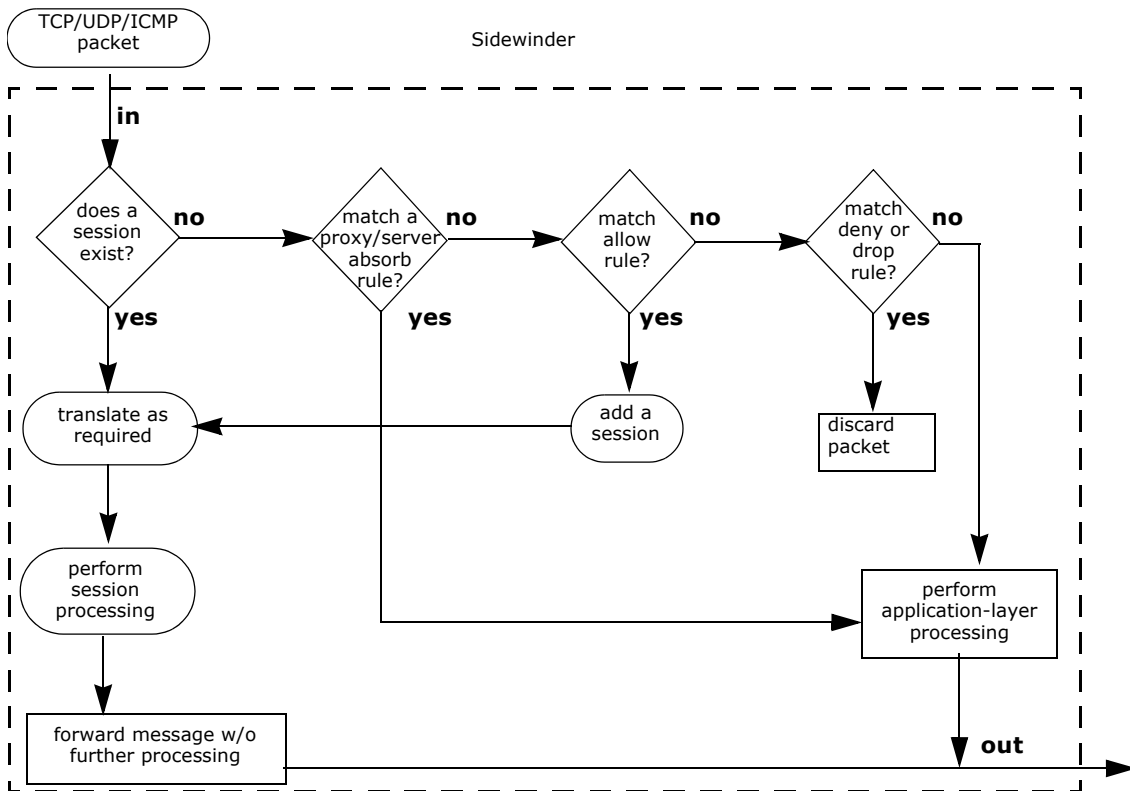 TCP/UDP/ICMP
packet
Sidewinder
in
does a
session
exist?
no
match a
proxy/server
absorb
rule?
no
match
allow
rule?
no
match
deny or
drop
rule?
no
yes
yes
yes
yes
translate as
required
add a
session
discard
packet
perform
session
processing
perform
application-layer
processing
forward message w/o
further processing
out